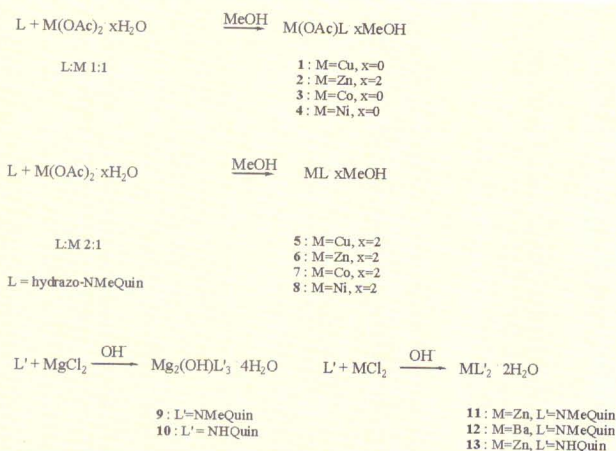 L + M(OAc)₂·xH₂O MeOH M(OAc)L xMeOH
L:M 1:1
1 : M=Cu, x=0
2 : M=Zn, x=2
3 : M=Co, x=0
4 : M=Ni, x=0
L + M(OAc)₂·xH₂O MeOH ML xMeOH
L:M 2:1
5 : M=Cu, x=2
6 : M=Zn, x=2
7 : M=Co, x=2
8 : M=Ni, x=2
L = hydrazo-NMeQuin
L' + MgCl₂ OH⁻ Mg₂(OH)L'₃ ·4H₂O
9 : L'=NMeQuin
10 : L' = NHQuin
L' + MCl₂ OH⁻ ML'₂ ·2H₂O
11 : M=Zn, L'=NMeQuin
12 : M=Ba, L'=NMeQuin
13 : M=Zn, L'=NHQuin